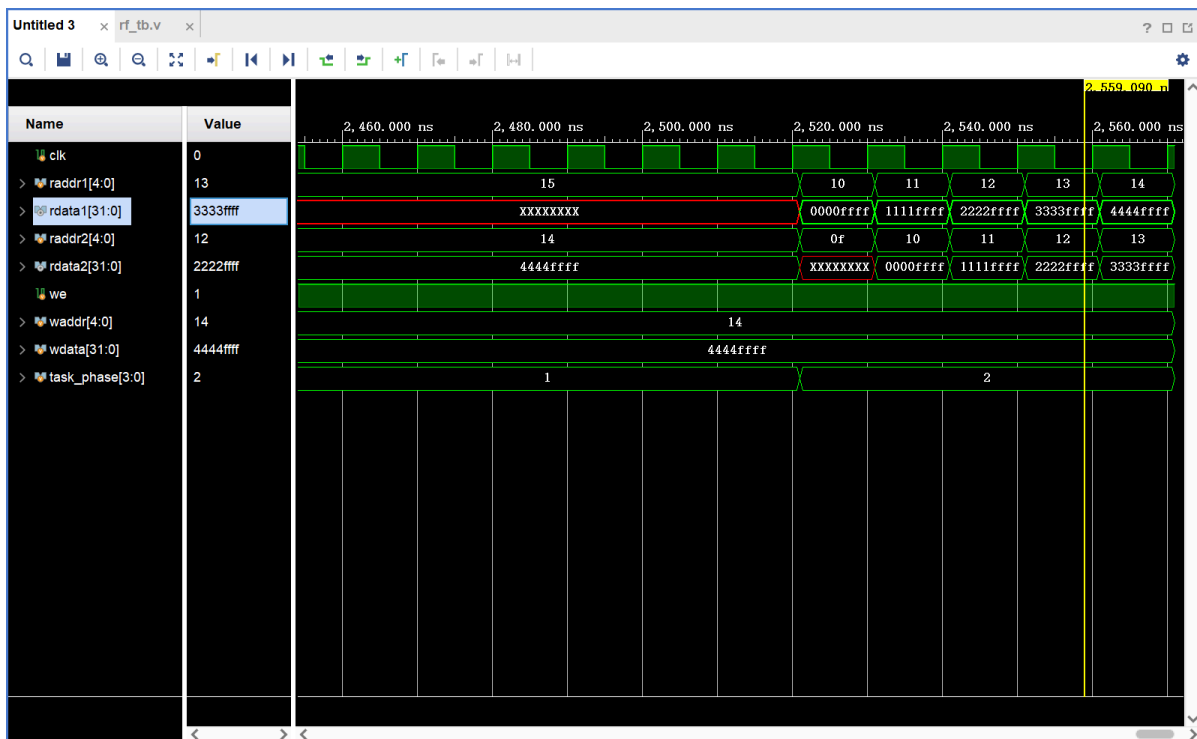 Untitled 3 × rf_tb.v ×
?
2,559.090 n
Name Value
2,460.000 ns 2,480.000 ns 2,500.000 ns 2,520.000 ns 2,540.000 ns 2,560.000 ns
clk 0
raddr1[4:0] 13 15 10 11 12 13 14
rdata1[31:0] 3333ffff XXXXXXXX 0000ffff 1111ffff 2222ffff 3333ffff 4444ffff
raddr2[4:0] 12 14 0f 10 11 12 13
rdata2[31:0] 2222ffff 4444ffff XXXXXXXX 0000ffff 1111ffff 2222ffff 3333ffff
we 1
waddr[4:0] 14 14
wdata[31:0] 4444ffff 4444ffff
task_phase[3:0] 2 1 2